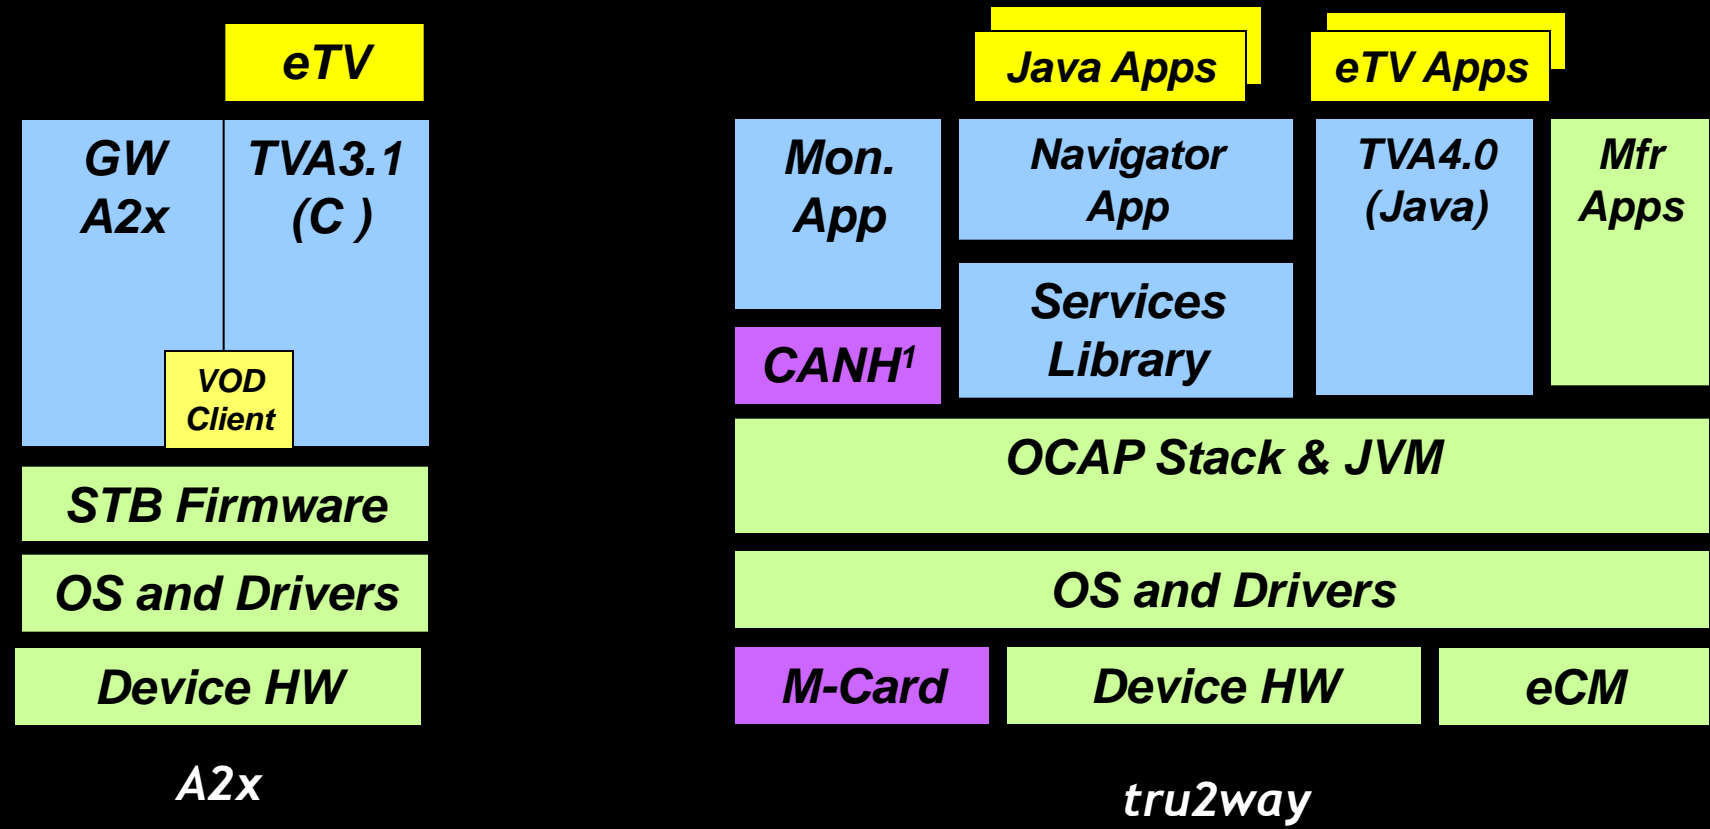 eTV
GW
A2x
TVA3.1
(C )
VOD
Client
STB Firmware
OS and Drivers
Device HW
A2x
Java Apps
eTV Apps
Mon.
App
Navigator
App
TVA4.0
(Java)
Mfr
Apps
CANH¹
Services
Library
OCAP Stack & JVM
OS and Drivers
M-Card
Device HW
eCM
tru2way